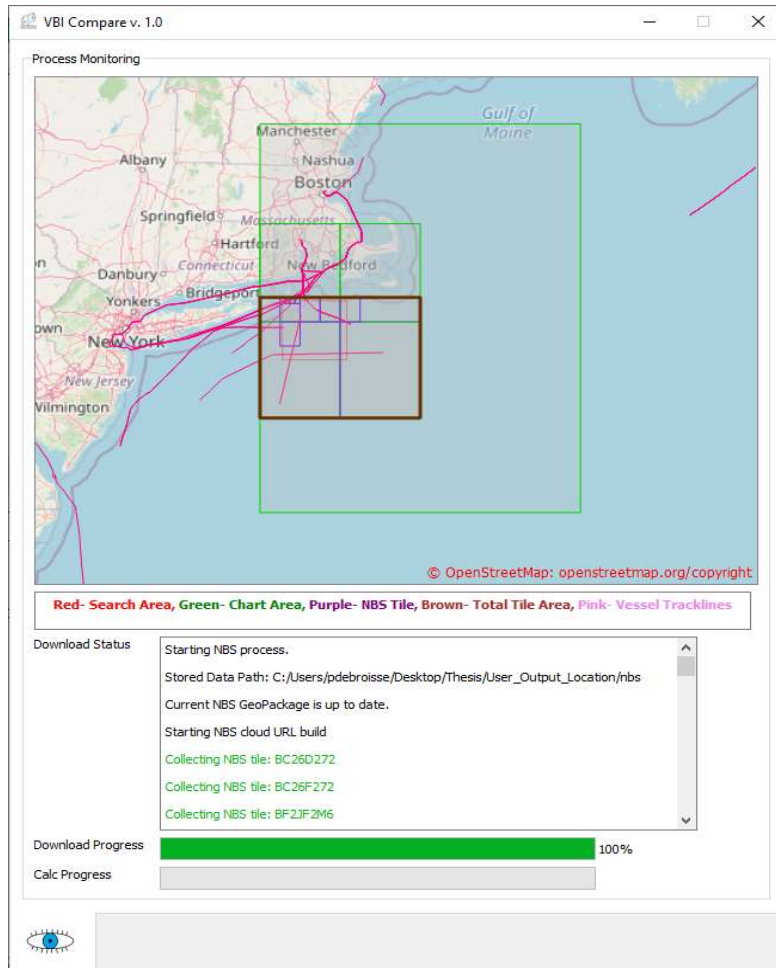 VBI Compare v. 1.0
Process Monitoring
Gulf of
Maine
Manchester
Albany
Nashua
Boston
Springfield
Massachusetts
Hartford
Danbury
Connecticut
New Bedford
Bridgeport
Yonkers
own
New York
New Jersey
Wilmington
© OpenStreetMap: openstreetmap.org/copyright
Red- Search Area, Green- Chart Area, Purple- NBS Tile, Brown- Total Tile Area, Pink- Vessel Tracklines
Download Status
Starting NBS process.
Stored Data Path: C:/Users/pdebroisse/Desktop/Thesis/User_Output_Location/nbs
Current NBS GeoPackage is up to date.
Starting NBS cloud URL build
Collecting NBS tile: BC26D272
Collecting NBS tile: BC26F272
Collecting NBS tile: BF2JF2M6
Download Progress
100%
Calc Progress